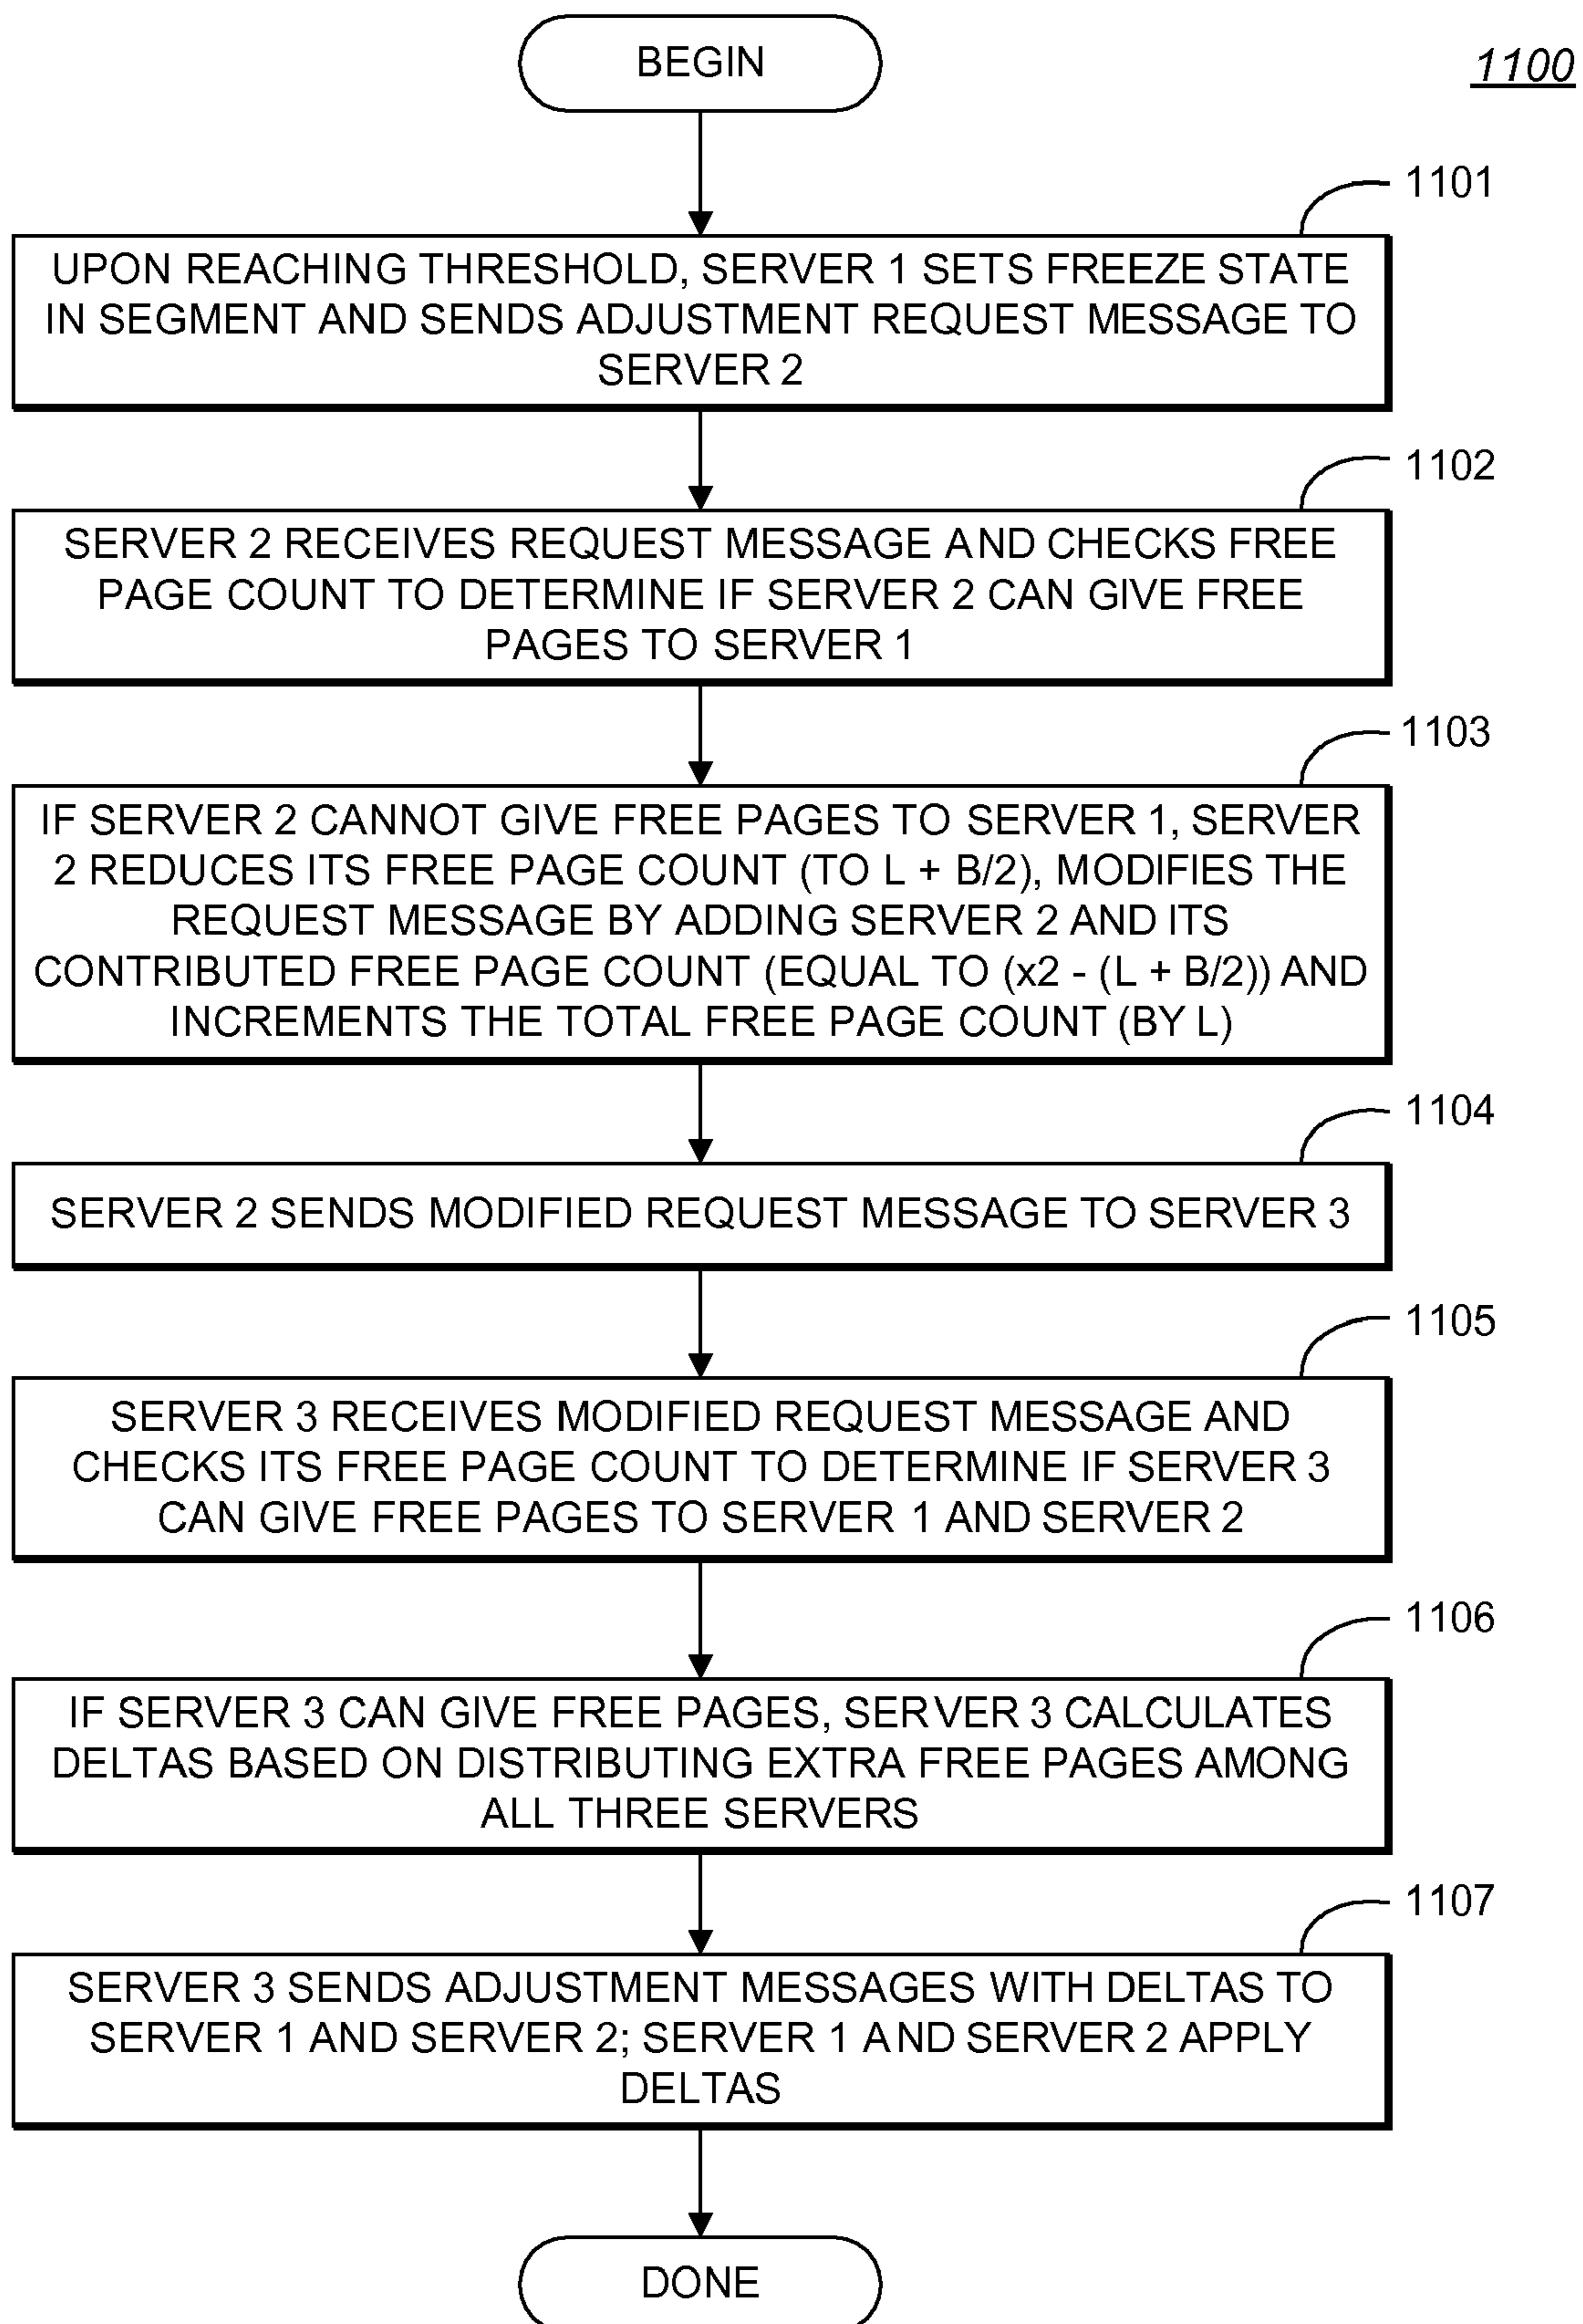 BEGIN
1100
1101
UPON REACHING THRESHOLD, SERVER 1 SETS FREEZE STATE
IN SEGMENT AND SENDS ADJUSTMENT REQUEST MESSAGE TO
SERVER 2
1102
SERVER 2 RECEIVES REQUEST MESSAGE AND CHECKS FREE
PAGE COUNT TO DETERMINE IF SERVER 2 CAN GIVE FREE
PAGES TO SERVER 1
1103
IF SERVER 2 CANNOT GIVE FREE PAGES TO SERVER 1, SERVER
2 REDUCES ITS FREE PAGE COUNT (TO L + B/2), MODIFIES THE
REQUEST MESSAGE BY ADDING SERVER 2 AND ITS
CONTRIBUTED FREE PAGE COUNT (EQUAL TO (x2 - (L + B/2)) AND
INCREMENTS THE TOTAL FREE PAGE COUNT (BY L)
1104
SERVER 2 SENDS MODIFIED REQUEST MESSAGE TO SERVER 3
1105
SERVER 3 RECEIVES MODIFIED REQUEST MESSAGE AND
CHECKS ITS FREE PAGE COUNT TO DETERMINE IF SERVER 3
CAN GIVE FREE PAGES TO SERVER 1 AND SERVER 2
1106
IF SERVER 3 CAN GIVE FREE PAGES, SERVER 3 CALCULATES
DELTAS BASED ON DISTRIBUTING EXTRA FREE PAGES AMONG
ALL THREE SERVERS
1107
SERVER 3 SENDS ADJUSTMENT MESSAGES WITH DELTAS TO
SERVER 1 AND SERVER 2; SERVER 1 AND SERVER 2 APPLY
DELTAS
DONE